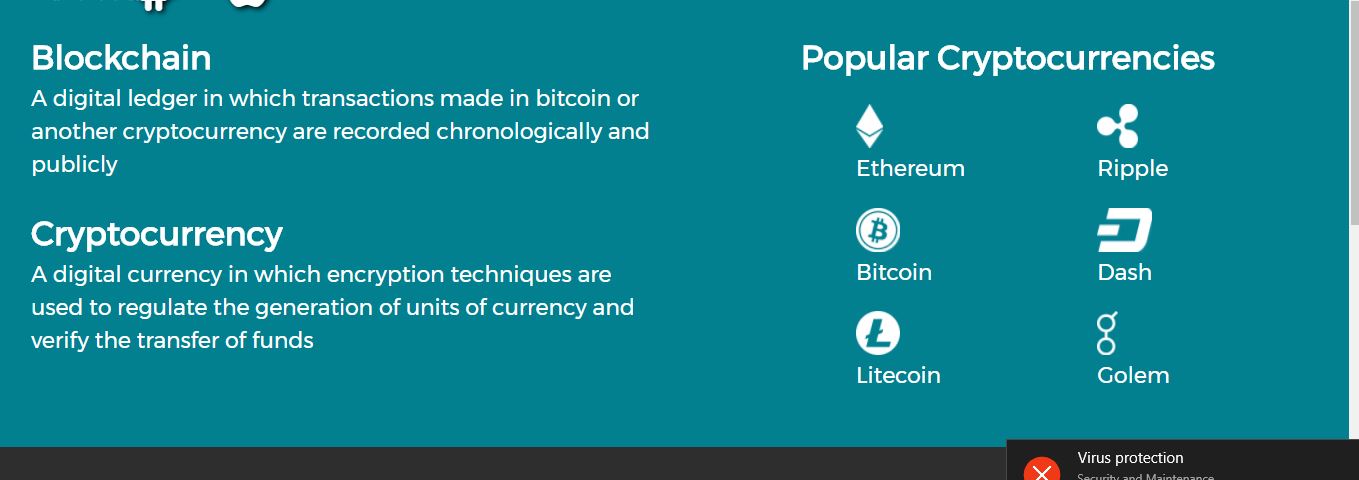 Blockchain
A digital ledger in which transactions made in bitcoin or
another cryptocurrency are recorded chronologically and
publicly
Cryptocurrency
A digital currency in which encryption techniques are
used to regulate the generation of units of currency and
verify the transfer of funds
Popular Cryptocurrencies
Ethereum
Ripple
Bitcoin
Dash
Litecoin
Golem
Virus protection
Security and Maintenance